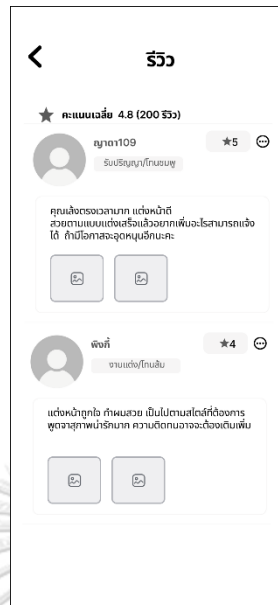 รีวิว
คะแนนเฉลี่ย 4.8 (200 รีวิว)
ญาดา109
★5
รับปริญญา/โทนชมพู
คุณเล้งตรงเวลามาก แต่งหน้าดี
สวยตามแบบแต่งเสร็จแล้วอยากเพิ่มอะไรสามารถแจ้ง
ได้ ถ้ามีโอกาสจะอุดหนุนอีกนะคะ
พิงกี้
★4
งานแต่ง/โทนส้ม
แต่งหน้าถูกใจ ทำผมสวย เป็นไปตามสไตล์ที่ต้องการ
พูดจาสุภาพน่ารักมาก ความติดทนอาจจะต้องเติมเพิ่ม